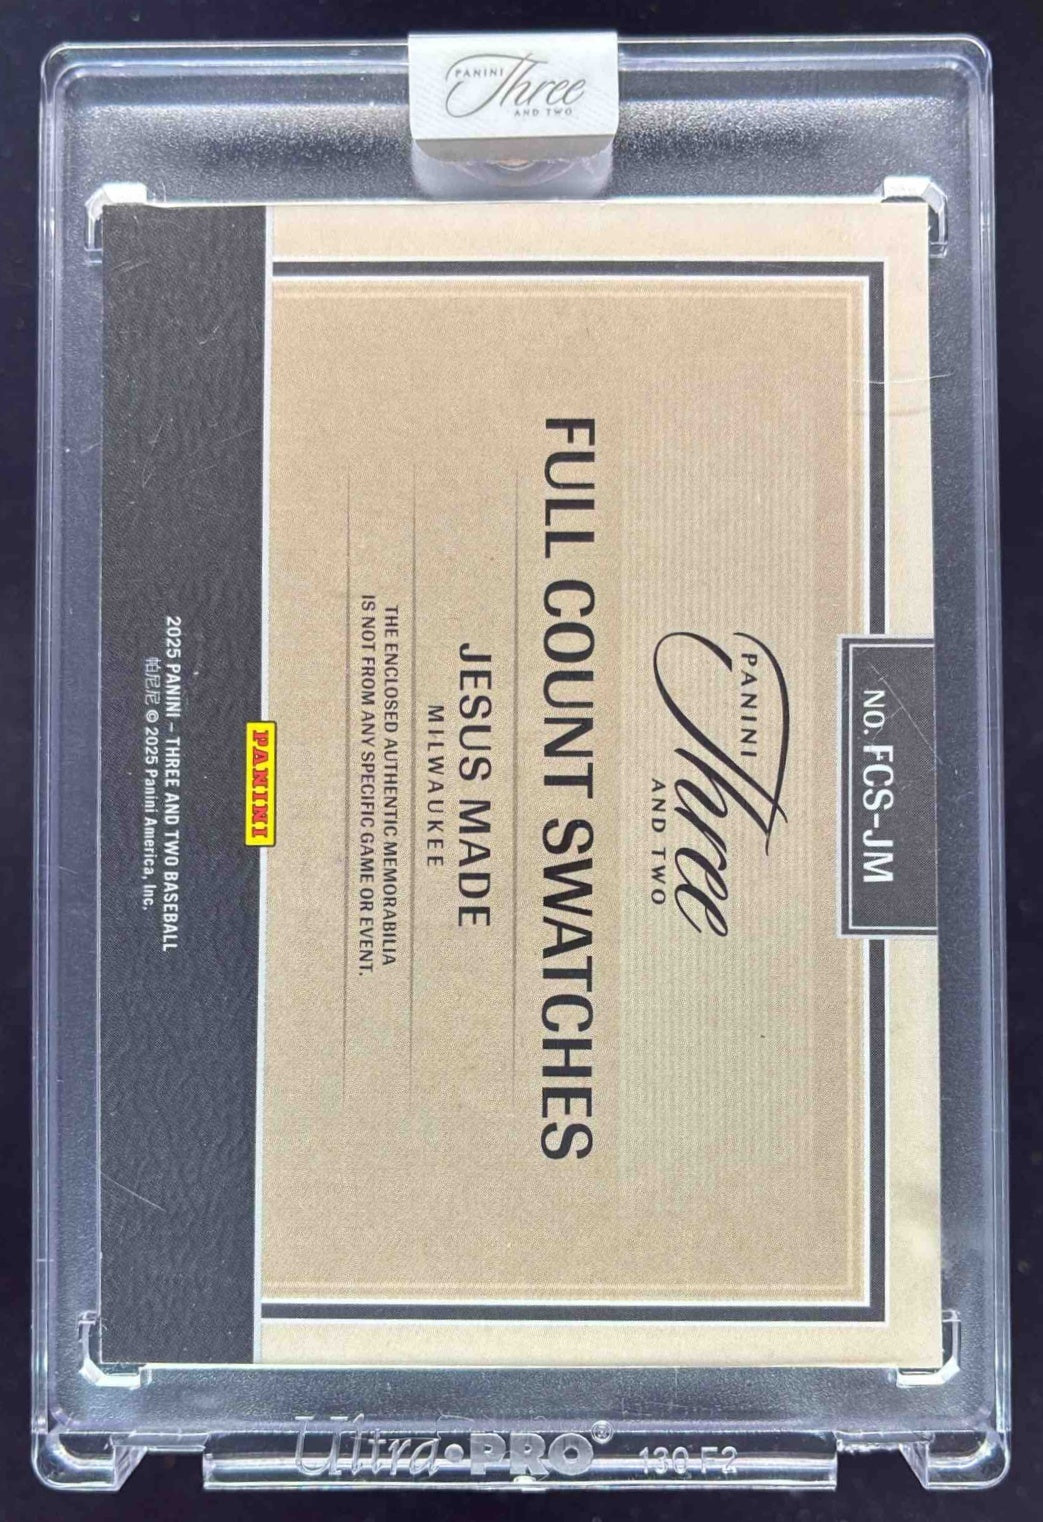 PANINI
Three
AND TWO
NO. FCS-JM
PANINI
Three
AND TWO
FULL COUNT SWATCHES
JESUS MADE
MILWAUKEE
THE ENCLOSED AUTHENTIC MEMORABILIA
IS NOT FROM ANY SPECIFIC GAME OR EVENT.
PANINI
2025 PANINI – THREE AND TWO BASEBALL
帕尼尼 © 2025 Panini America, Inc.
Ultra•PRO®
130 F2